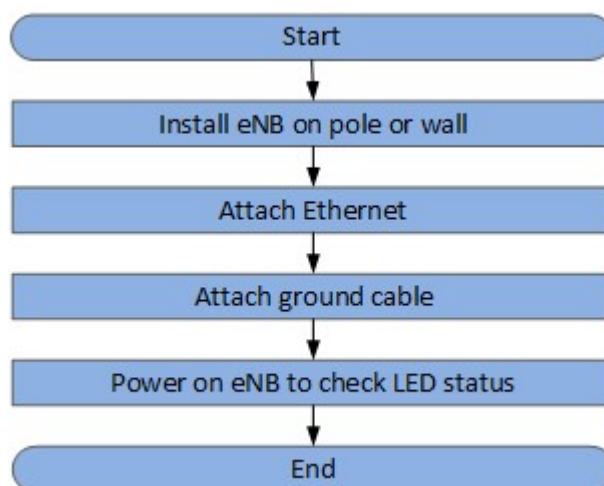 Start
Install eNB on pole or wall
Attach Ethernet
Attach ground cable
Power on eNB to check LED status
End